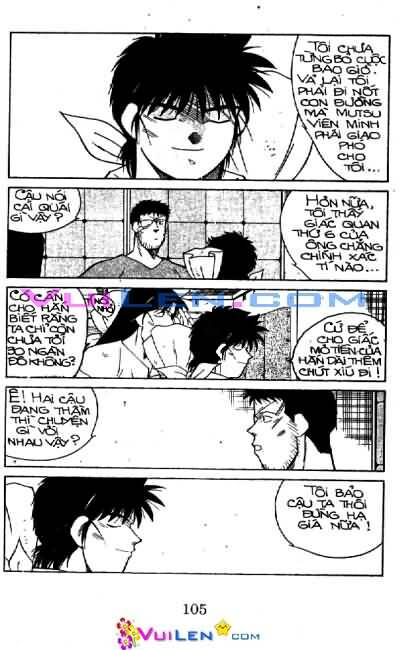 TÔI CHƯA
TỪNG BỎ CUỘC
BAO GIỜ.
VẢ LẠI TÔI
PHẢI ĐI NỐT
CON ĐƯỜNG
MÀ MUTSU
VIÊN MINH
PHẢI GIAO
PHÓ
CHO
TÔI...
CẬU NÓI
CÁI QUÁI
GÌ VẬY?
HƠN NỮA,
TÔI THẤY
GIÁC QUAN
THỨ 6 CỦA
ÔNG CHẲNG
CHÍNH XÁC
TÍ NÀO...
CÓ CẦN
CHO HẮN
BIẾT RẰNG
TA CHỈ CÒN
CHƯA TỚI
30 NGÀN
ĐÔ KHÔNG?
CỨ ĐỂ
CHO GIẤC
MƠ TIÊN CỦA
HẮN DÀI THÊM
CHÚT XÍU ĐI!
VUILEN.COM
Ê! HAI CẬU
ĐANG THẦM
THÌ CHUYỆN
GÌ VỚI
NHAU VẬY?
TÔI BẢO
CẬU TA THÔI
ĐỪNG HẠ
GIÁ NỮA!
105
VUILEN.COM